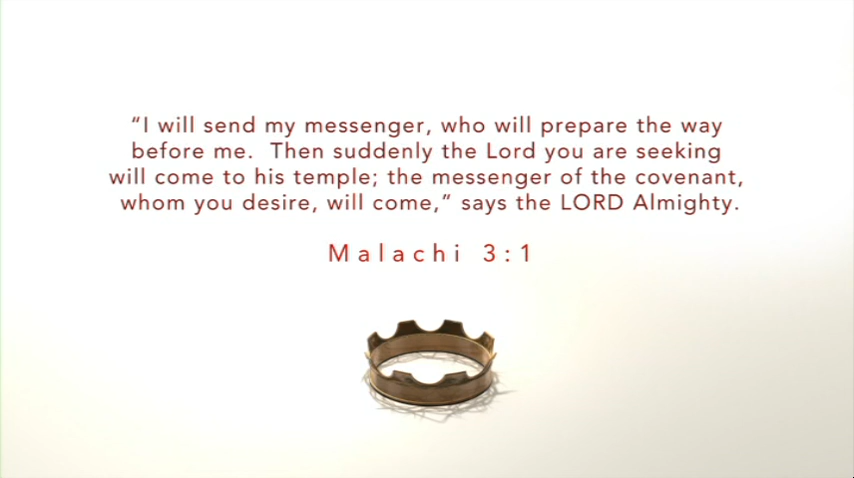 “I will send my messenger, who will prepare the way
before me.  Then suddenly the Lord you are seeking
will come to his temple; the messenger of the covenant,
whom you desire, will come,” says the LORD Almighty.
Malachi 3:1